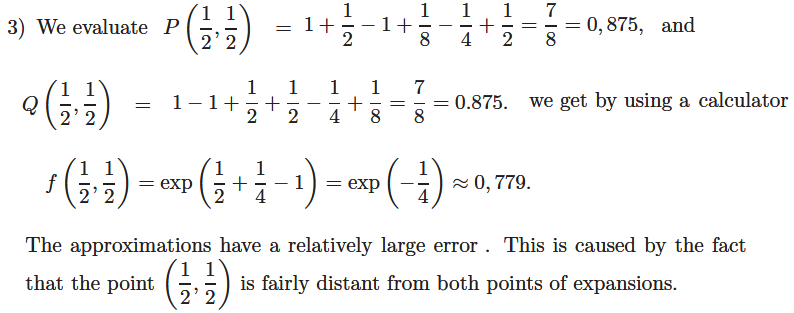 3) We evaluate P(1/2, 1/2) = 1 + 1/2 − 1 + 1/8 − 1/4 + 1/2 = 7/8 = 0,875, and
Q(1/2, 1/2) = 1 − 1 + 1/2 + 1/2 − 1/4 + 1/8 = 7/8 = 0.875. we get by using a calculator
f(1/2, 1/2) = exp(1/2 + 1/4 − 1) = exp(−1/4) ≈ 0,779.
The approximations have a relatively large error . This is caused by the fact
that the point (1/2, 1/2) is fairly distant from both points of expansions.